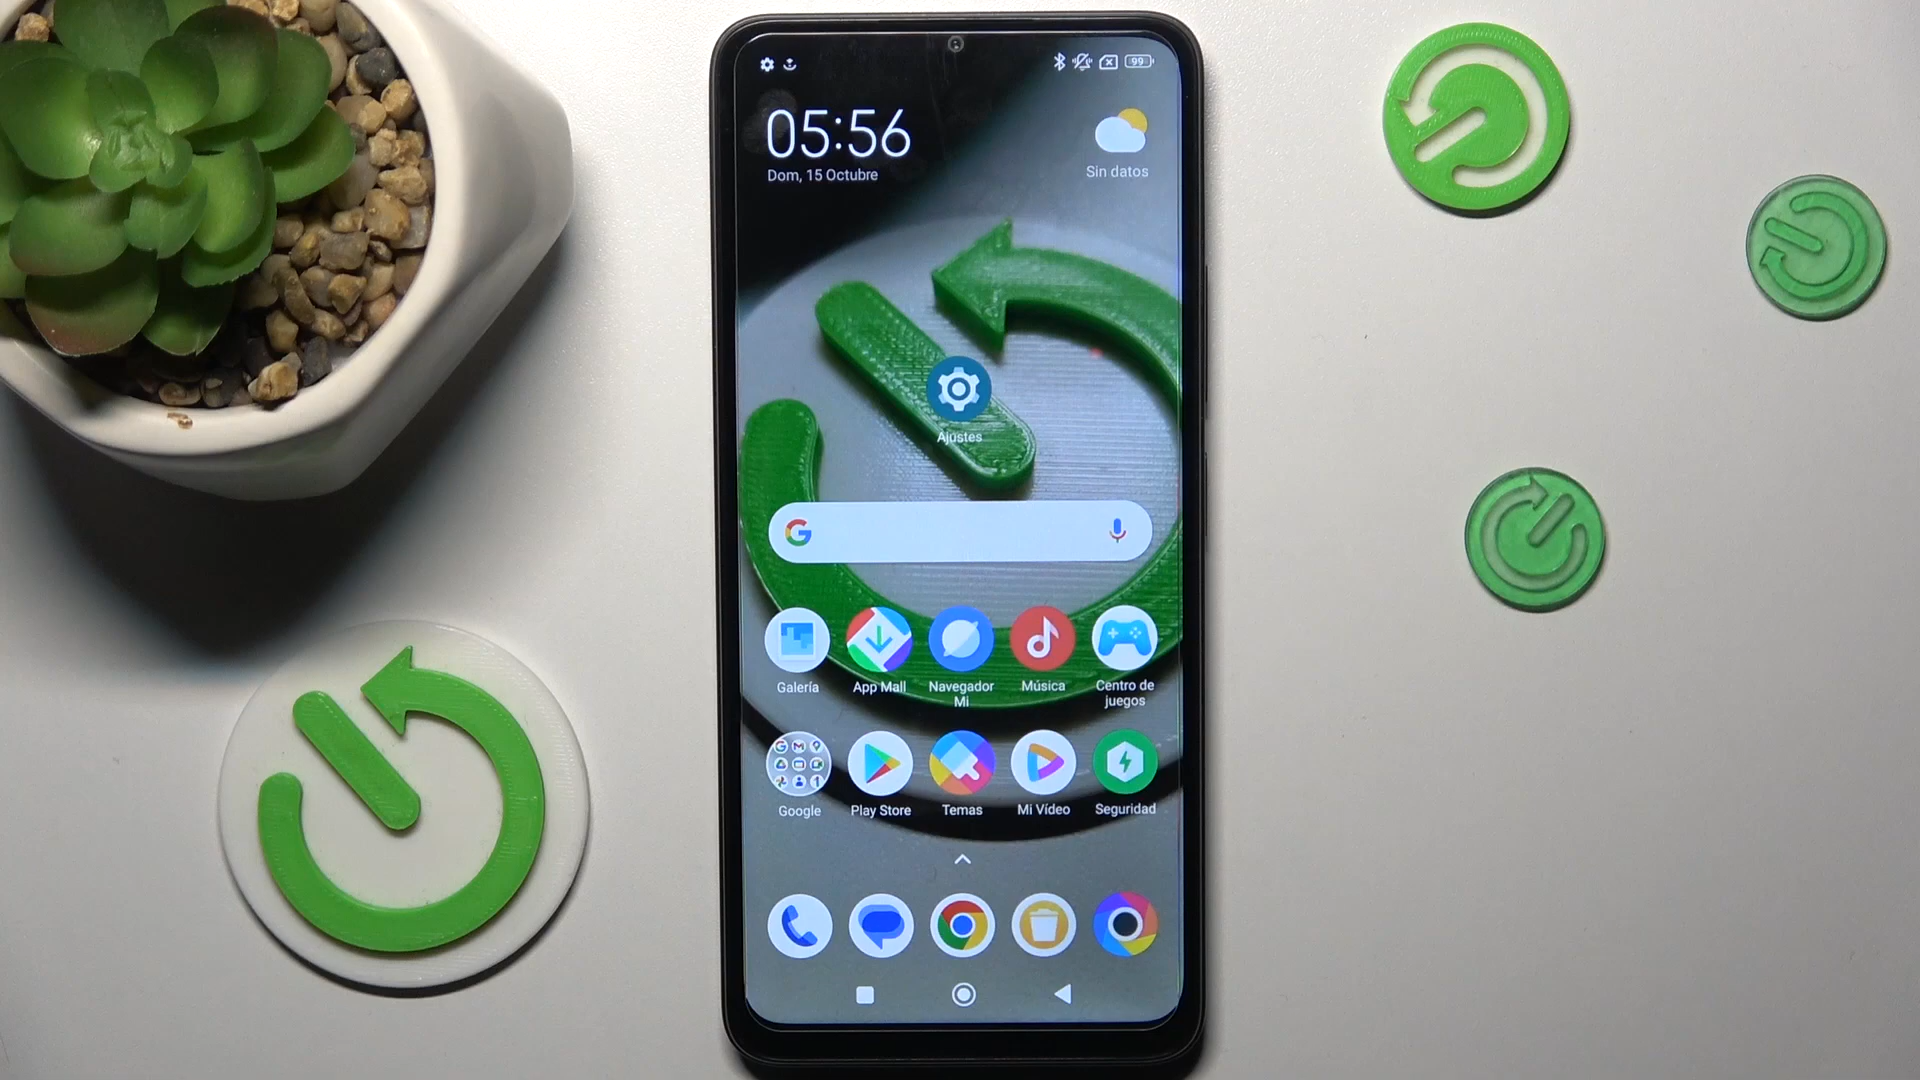 99
05:56
Dom, 15 Octubre
Sin datos
Ajustes
Galería
App Mall
Navegador
Mi
Música
Centro de
juegos
Google
Play Store
Temas
Mi Vídeo
Seguridad